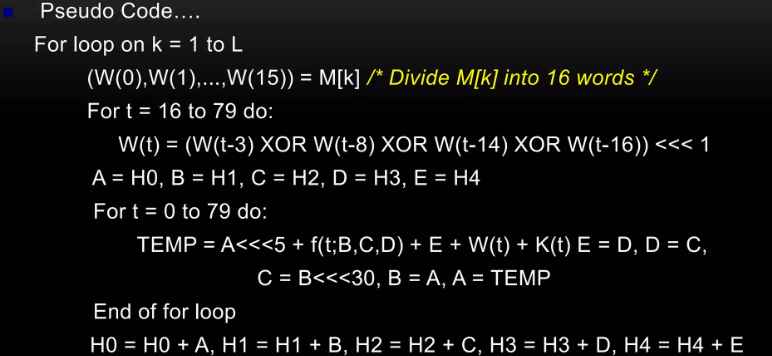 Pseudo Code....
For loop on k = 1 to L
(W(0),W(1),...,W(15)) = M[k] /* Divide M[k] into 16 words */
For t = 16 to 79 do:
W(t) = (W(t-3) XOR W(t-8) XOR W(t-14) XOR W(t-16)) <<< 1
A = H0, B = H1, C = H2, D = H3, E = H4
For t = 0 to 79 do:
TEMP = A<<<5 + f(t;B,C,D) + E + W(t) + K(t) E = D, D = C,
C = B<<<30, B = A, A = TEMP
End of for loop
H0 = H0 + A, H1 = H1 + B, H2 = H2 + C, H3 = H3 + D, H4 = H4 + E